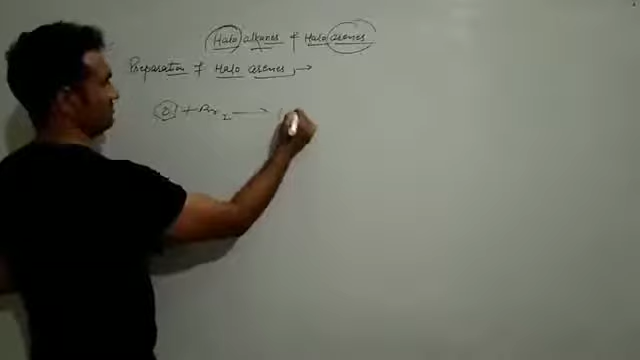 Halo alkanes & Halo arenes
Preparation of Halo arenes →
+ Br2 →